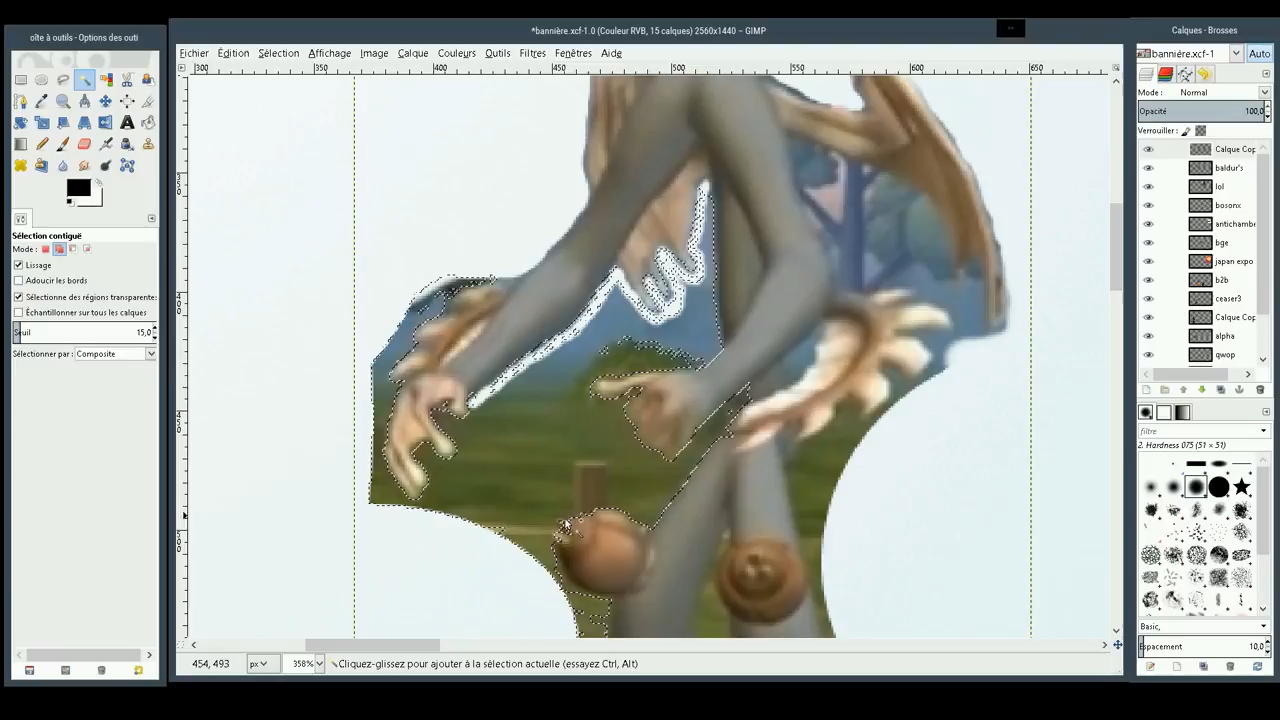 oîte à outils - Options des outi
*bannière.xcf-1.0 (Couleur RVB, 15 calques) 2560x1440 – GIMP
Calques - Brosses
Fichier Édition Sélection Affichage Image Calque Couleurs Outils Filtres Fenêtres Aide
bannière.xcf-1 Auto
300 350 400 450 500 550 600 650
Mode : Normal
Opacité 100,0
Verrouiller :
Calque Cop
baldur's
lol
bosonx
antichambre
bge
japan expo
b2b
ceaser3
Calque Cop
alpha
qwop
Sélection contiguë
Mode :
Lissage
Adoucir les bords
Sélectionne des régions transparente
Échantillonner sur tous les calques
Seuil 15,0
Sélectionner par : Composite
filtre
2. Hardness 075 (51 × 51)
Basic,
Espacement 10,0
454, 493 px 358% Cliquez-glissez pour ajouter à la sélection actuelle (essayez Ctrl, Alt)